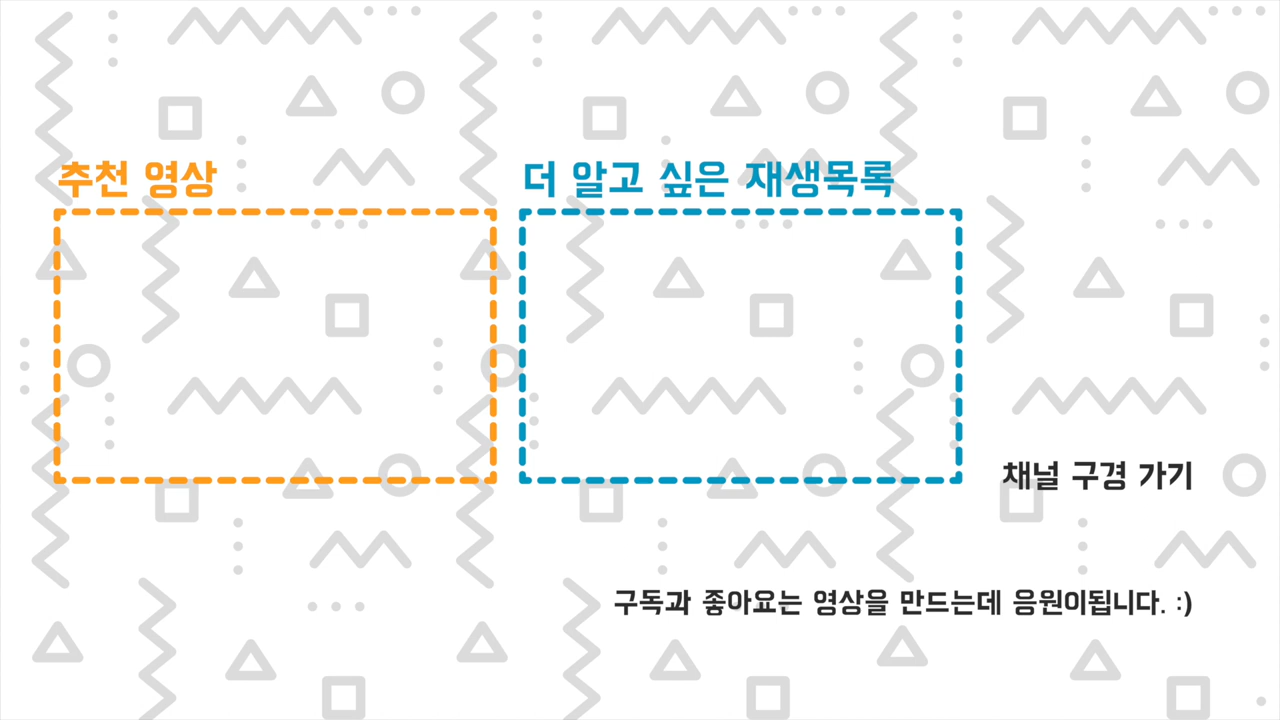 추천 영상
더 알고 싶은 재생목록
채널 구경 가기
구독과 좋아요는 영상을 만드는데 응원이됩니다. :)